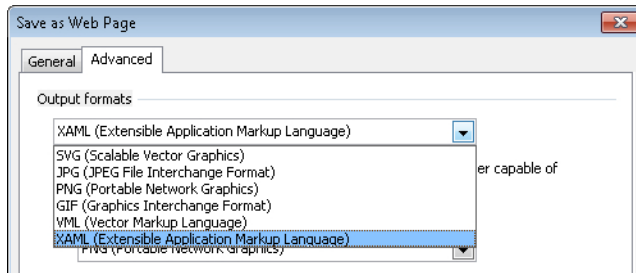 Save as Web Page
General Advanced
Output formats
XAML (Extensible Application Markup Language)
SVG (Scalable Vector Graphics)
JPG (JPEG File Interchange Format)
er capable of
PNG (Portable Network Graphics)
GIF (Graphics Interchange Format)
VML (Vector Markup Language)
XAML (Extensible Application Markup Language)
PNG (Portable Network Graphics)